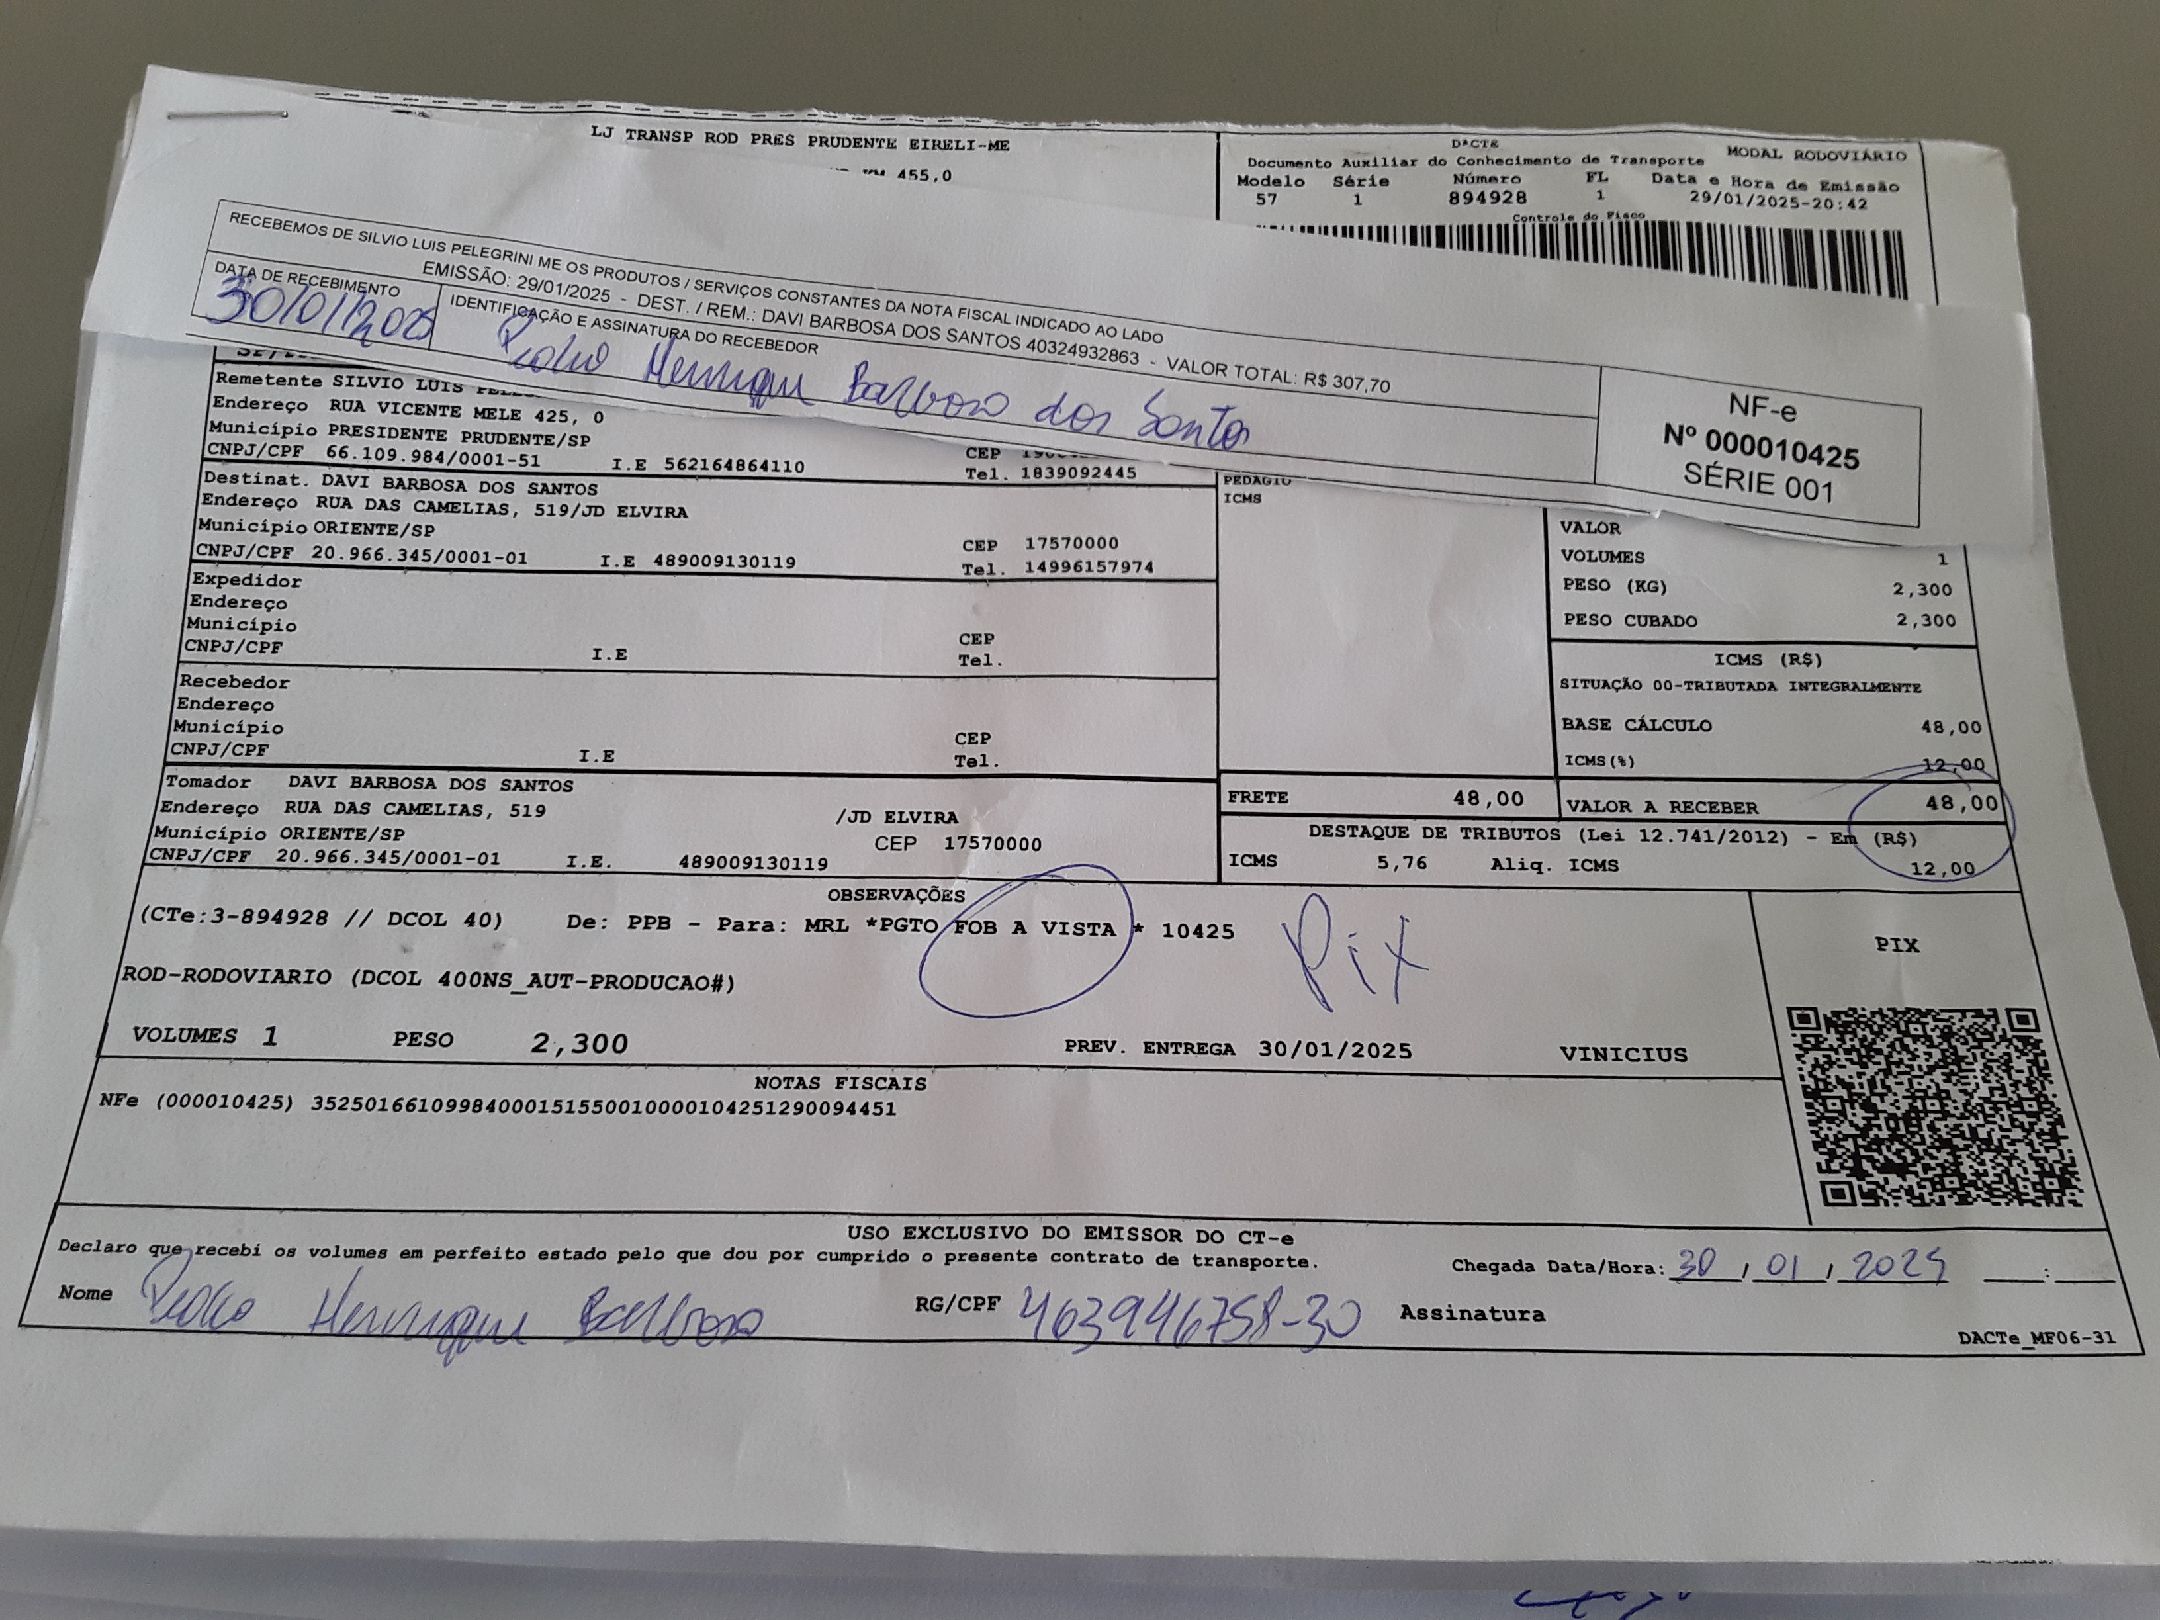 LJ TRANSP ROD PRES PRUDENTE EIRELI-ME
455,0
DACTE
MODAL RODOVIÁRIO
Documento Auxiliar do Conhecimento de Transporte
Modelo Série Número FL Data e Hora de Emissão
57 1 894928 1 29/01/2025-20:42
Controle do Fisco
RECEBEMOS DE SILVIO LUIS PELEGRINI ME OS PRODUTOS / SERVIÇOS CONSTANTES DA NOTA FISCAL INDICADO AO LADO
EMISSÃO: 29/01/2025 - DEST. / REM.: DAVI BARBOSA DOS SANTOS 40324932863 - VALOR TOTAL: R$ 307,70
DATA DE RECEBIMENTO
30/01/2025
IDENTIFICAÇÃO E ASSINATURA DO RECEBEDOR
Pedro Henrique Barbosa dos Santos
NF-e
Nº 000010425
SÉRIE 001
Remetente SILVIO LUIS
Endereço RUA VICENTE MELE 425, 0
Município PRESIDENTE PRUDENTE/SP CEP
CNPJ/CPF 66.109.984/0001-51 I.E 562164864110 Tel. 1839092445
Destinat. DAVI BARBOSA DOS SANTOS
Endereço RUA DAS CAMELIAS, 519/JD ELVIRA
Município ORIENTE/SP CEP 17570000
CNPJ/CPF 20.966.345/0001-01 I.E 489009130119 Tel. 14996157974
Expedidor
Endereço
Município CEP
CNPJ/CPF I.E Tel.
Recebedor
Endereço
Município CEP
CNPJ/CPF I.E Tel.
Tomador DAVI BARBOSA DOS SANTOS
Endereço RUA DAS CAMELIAS, 519 /JD ELVIRA
Município ORIENTE/SP CEP 17570000
CNPJ/CPF 20.966.345/0001-01 I.E. 489009130119
PEDAGIO
ICMS
VALOR
VOLUMES 1
PESO (KG) 2,300
PESO CUBADO 2,300
ICMS (R$)
SITUAÇÃO 00-TRIBUTADA INTEGRALMENTE
BASE CÁLCULO 48,00
ICMS(%) 12,00
FRETE 48,00 VALOR A RECEBER 48,00
DESTAQUE DE TRIBUTOS (Lei 12.741/2012) - Em (R$)
ICMS 5,76 Aliq. ICMS 12,00
OBSERVAÇÕES
(CTe:3-894928 // DCOL 40) De: PPB - Para: MRL *PGTO FOB A VISTA * 10425
Pix
ROD-RODOVIARIO (DCOL 400NS_AUT-PRODUCAO#)
VOLUMES 1 PESO 2,300 PREV. ENTREGA 30/01/2025 VINICIUS
PIX
NOTAS FISCAIS
NFe (000010425) 35250166109984000151550010000104251290094451
USO EXCLUSIVO DO EMISSOR DO CT-e
Declaro que recebi os volumes em perfeito estado pelo que dou por cumprido o presente contrato de transporte. Chegada Data/Hora: 30 / 01 / 2025 :
Nome Pedro Henrique Barbosa RG/CPF 463946758-30 Assinatura
DACTe_MF06-31